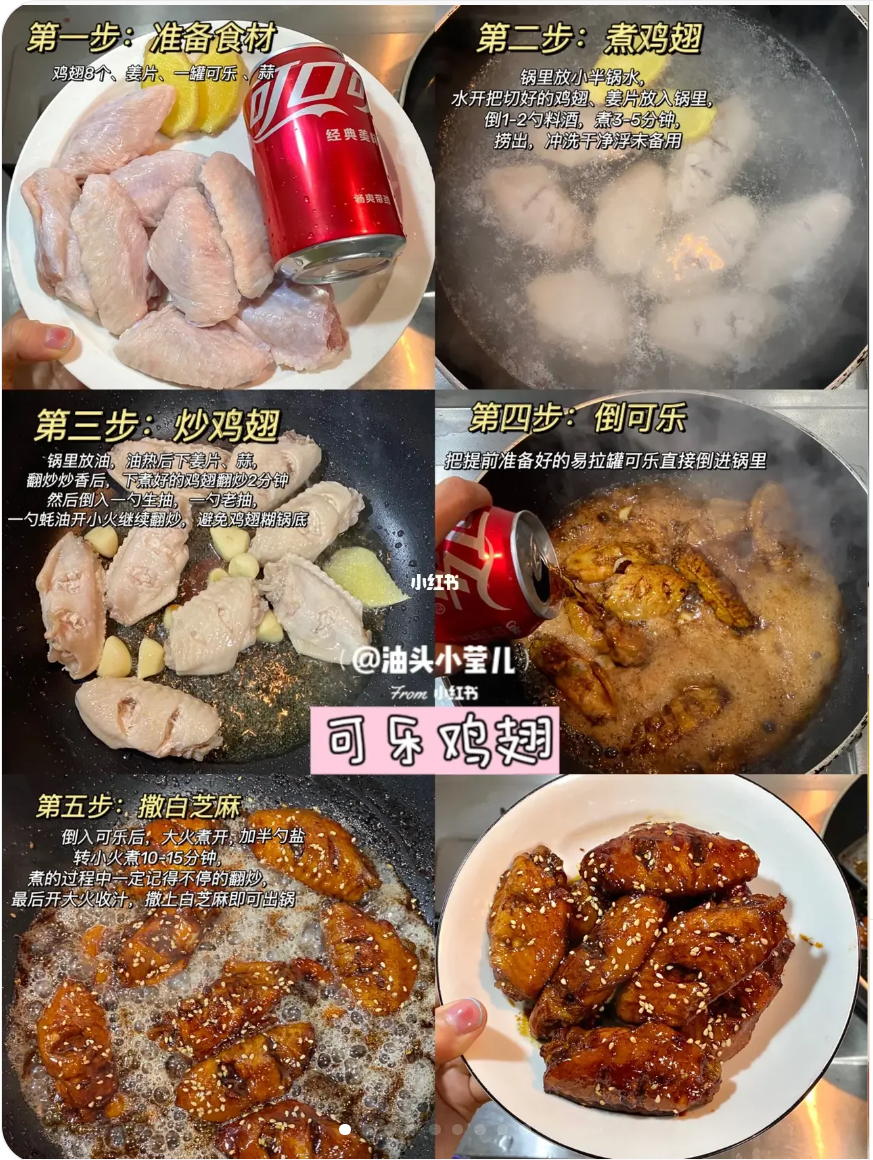 第一步：准备食材
鸡翅8个、姜片、一罐可乐、蒜
可口可
经典美
畅爽带劲
第二步：煮鸡翅
锅里放小半锅水，
水开把切好的鸡翅、姜片放入锅里，
倒1-2勺料酒，煮3-5分钟，
捞出，冲洗干净浮末备用
第三步：炒鸡翅
锅里放油，油热后下姜片、蒜，
翻炒炒香后，下煮好的鸡翅翻炒2分钟
然后倒入一勺生抽，一勺老抽，
一勺蚝油开小火继续翻炒，避免鸡翅糊锅底
第四步：倒可乐
把提前准备好的易拉罐可乐直接倒进锅里
小红书
@油头小莹儿
From 小红书
可乐鸡翅
第五步：撒白芝麻
倒入可乐后，大火煮开，加半勺盐
转小火煮10-15分钟，
煮的过程中一定记得不停的翻炒，
最后开大火收汁，撒上白芝麻即可出锅